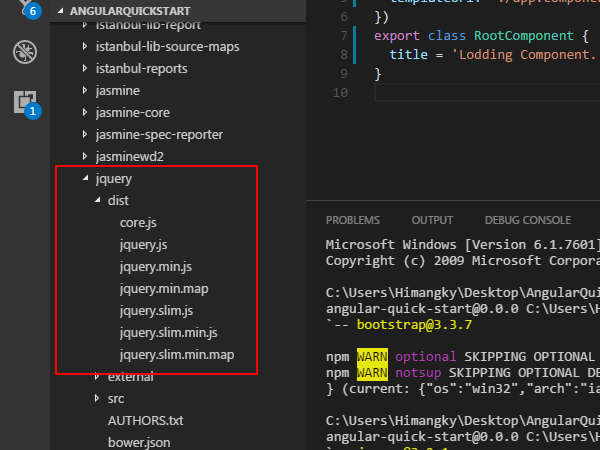 6
1
ANGULARQUICKSTART
istanbul-lib-report
istanbul-lib-source-maps
istanbul-reports
jasmine
jasmine-core
jasmine-spec-reporter
jasminewd2
jquery
dist
core.js
jquery.js
jquery.min.js
jquery.min.map
jquery.slim.js
jquery.slim.min.js
jquery.slim.min.map
external
src
AUTHORS.txt
bower.json
6 })
7 export class RootComponent {
8 title = 'Lodding Component.
9 }
10
PROBLEMS OUTPUT DEBUG CONSOLE
Microsoft Windows [Version 6.1.7601]
Copyright (c) 2009 Microsoft Corpora
C:\Users\Himangky\Desktop\AngularQui
angular-quick-start@0.0.0 C:\Users\H
`-- bootstrap@3.3.7
npm WARN optional SKIPPING OPTIONAL
npm WARN notsup SKIPPING OPTIONAL DE
} (current: {"os":"win32","arch":"ia
C:\Users\Himangky\Desktop\AngularQui
angular-quick-start@0.0.0 C:\Users\H